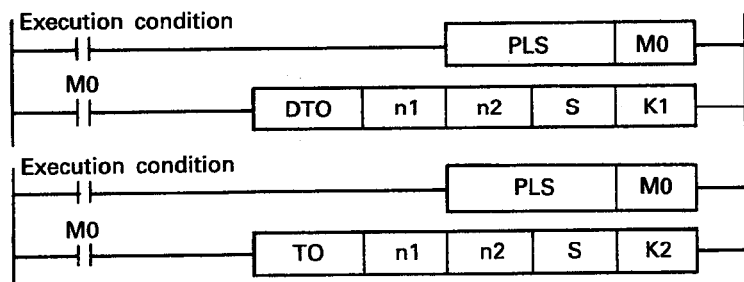 Execution condition
PLS M0
M0
DTO n1 n2 S K1
Execution condition
PLS M0
M0
TO n1 n2 S K2